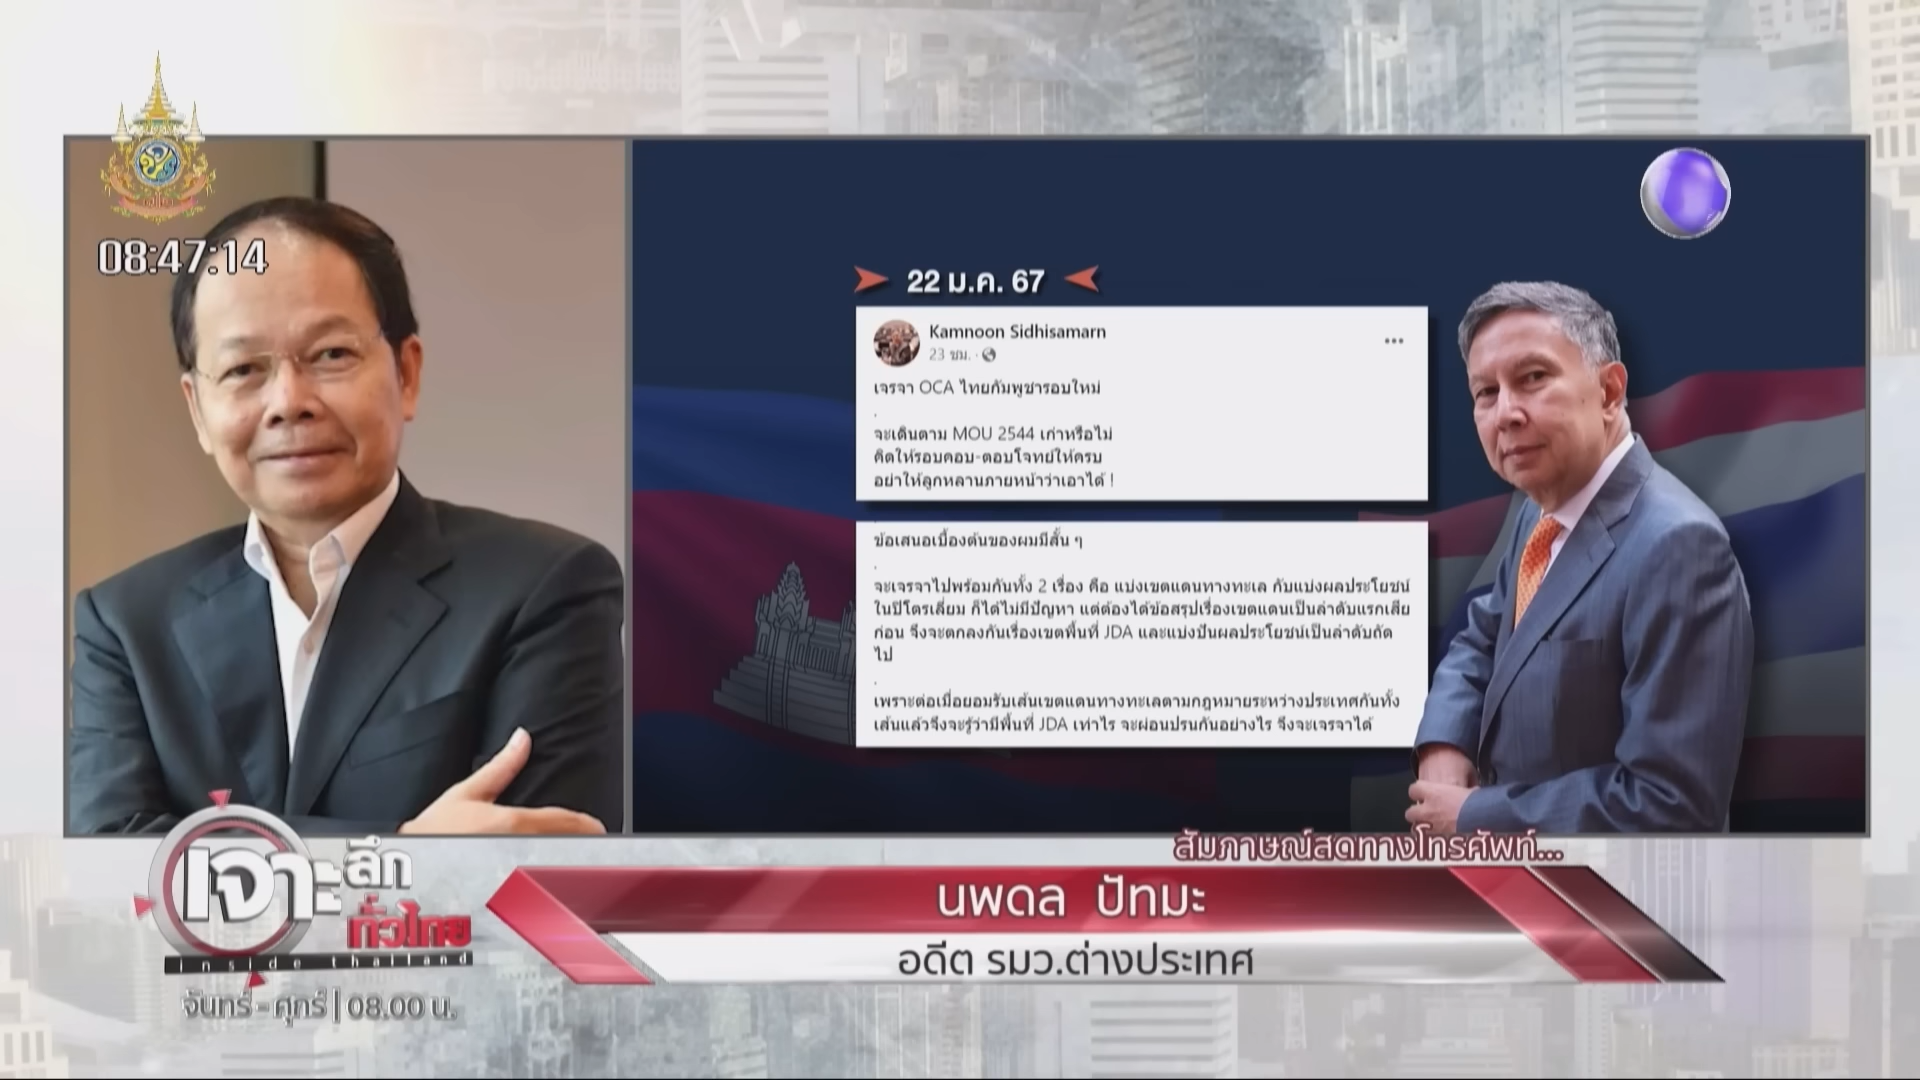 08:47:14
22 ม.ค. 67
Kamnoon Sidhisamarn
23 ชม.
เจรจา OCA ไทยกัมพูชารอบใหม่
.
จะเดินตาม MOU 2544 เก่าหรือไม่
คิดให้รอบคอบ-ตอบโจทย์ให้ครบ
อย่าให้ลูกหลานภายหน้าว่าเอาได้ !
ข้อเสนอเบื้องต้นของผมมีสั้น ๆ
.
จะเจรจาไปพร้อมกันทั้ง 2 เรื่อง คือ แบ่งเขตแดนทางทะเล กับแบ่งผลประโยชน์
ในปิโตรเลี่ยม ก็ได้ไม่มีปัญหา แต่ต้องได้ข้อสรุปเรื่องเขตแดนเป็นลำดับแรกเสีย
ก่อน จึงจะตกลงกันเรื่องเขตพื้นที่ JDA และแบ่งปันผลประโยชน์เป็นลำดับถัด
ไป
.
เพราะต่อเมื่อยอมรับเส้นเขตแดนทางทะเลตามกฎหมายระหว่างประเทศกันทั้ง
เส้นแล้วจึงจะรู้ว่ามีพื้นที่ JDA เท่าไร จะผ่อนปรนกันอย่างไร จึงจะเจรจาได้
สัมภาษณ์สดทางโทรศัพท์...
นพดล ปัทมะ
อดีต รมว.ต่างประเทศ
เจาะลึก
ทั่วไทย
inside thailand
จันทร์-ศุกร์ | 08.00 น.